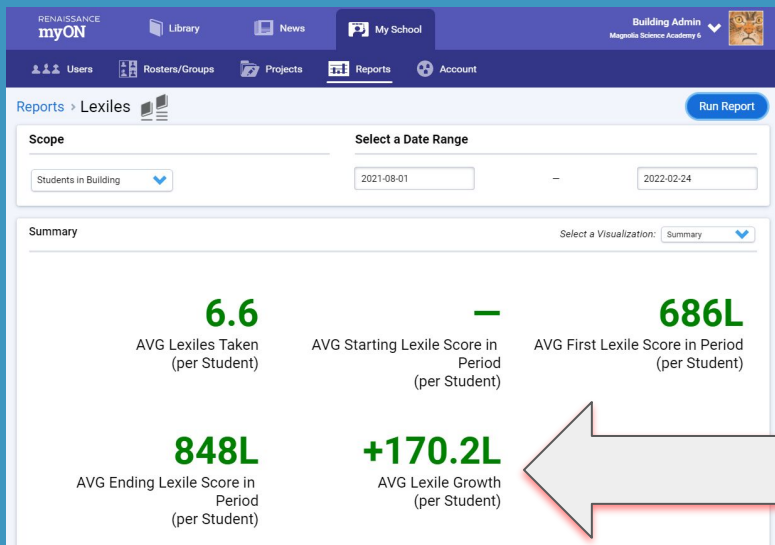 RENAISSANCE
myON
Library
News
My School
Building Admin
Magnolia Science Academy 6
Users
Rosters/Groups
Projects
Reports
Account
Reports > Lexiles
Run Report
Scope
Select a Date Range
Students in Building
2021-08-01
–
2022-02-24
Summary
Select a Visualization:
Summary
6.6
AVG Lexiles Taken
(per Student)
—
AVG Starting Lexile Score in
Period
(per Student)
686L
AVG First Lexile Score in Period
(per Student)
848L
AVG Ending Lexile Score in
Period
(per Student)
+170.2L
AVG Lexile Growth
(per Student)